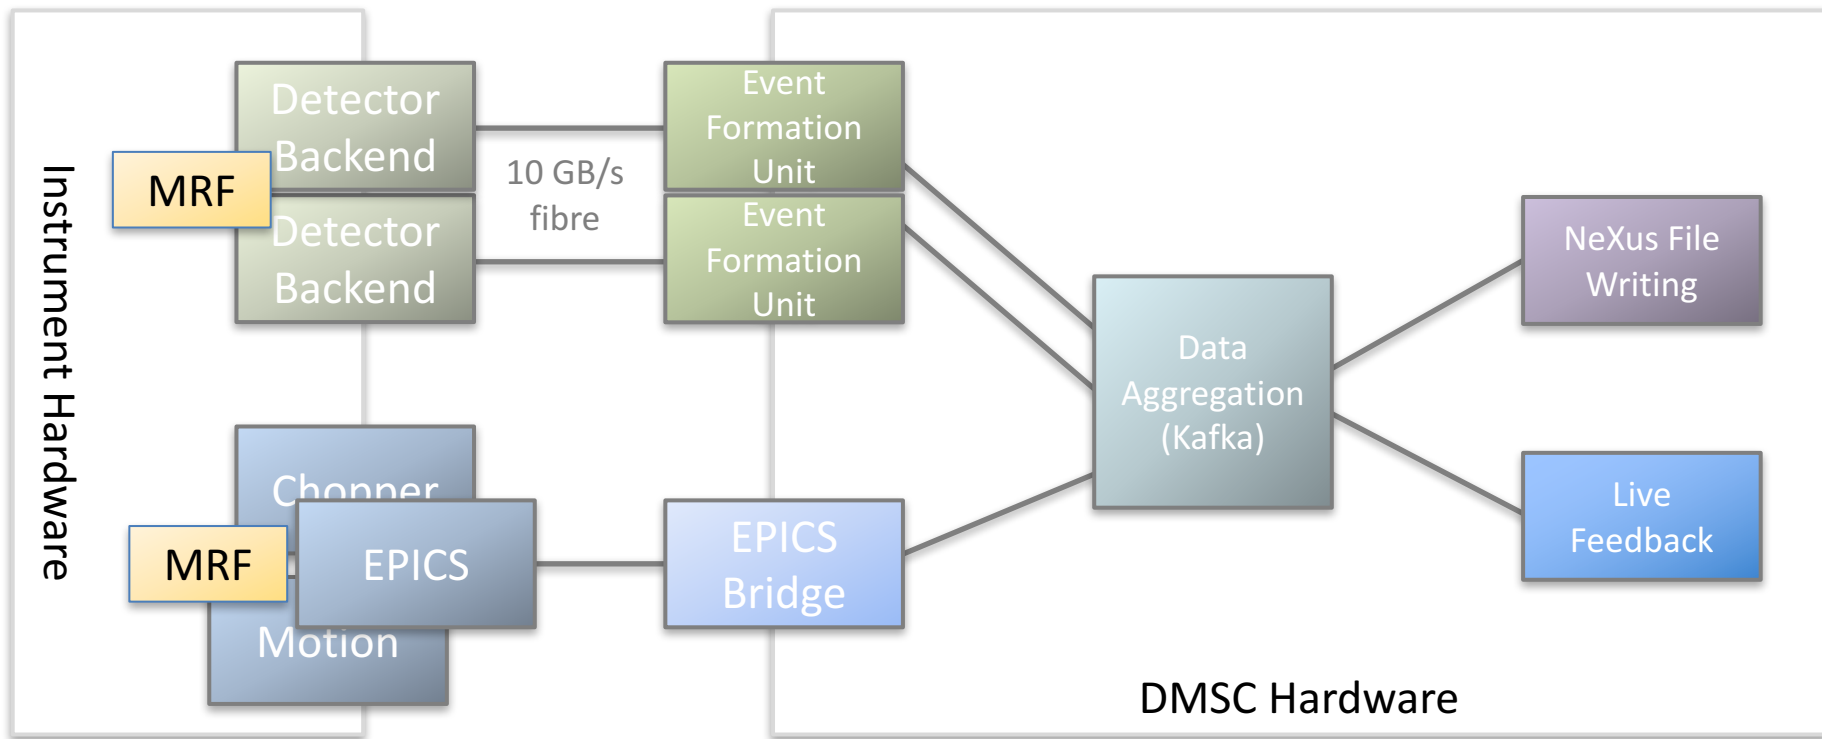 Instrument Hardware
Detector
Backend
MRF
Detector
Backend
10 GB/s
fibre
Event
Formation
Unit
Event
Formation
Unit
Chopper
MRF
EPICS
Motion
EPICS
Bridge
Data
Aggregation
(Kafka)
NeXus File
Writing
Live
Feedback
DMSC Hardware